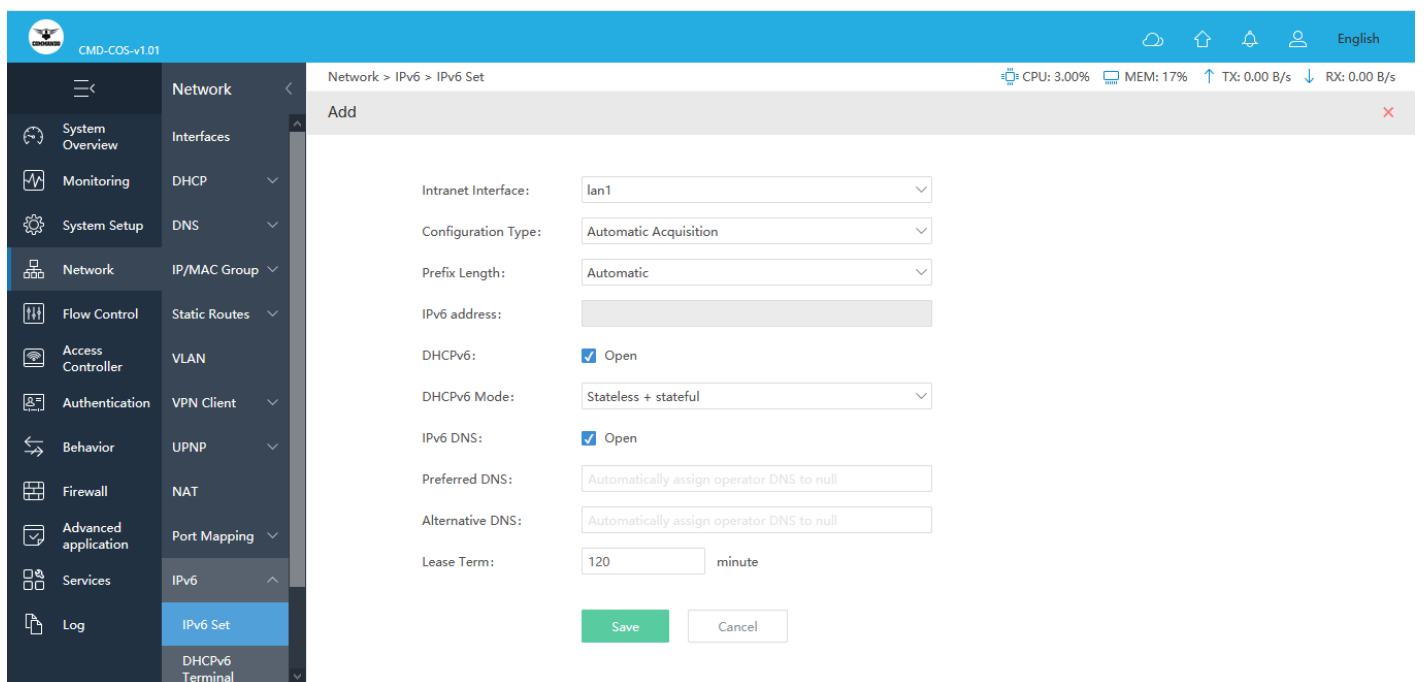 COMMANDO
CMD-COS-v1.01
English
Network
Network > IPv6 > IPv6 Set
CPU: 3.00%
MEM: 17%
TX: 0.00 B/s
RX: 0.00 B/s
Add
System
Overview
Monitoring
System Setup
Network
Flow Control
Access
Controller
Authentication
Behavior
Firewall
Advanced
application
Services
Log
Interfaces
DHCP
DNS
IP/MAC Group
Static Routes
VLAN
VPN Client
UPNP
NAT
Port Mapping
IPv6
IPv6 Set
DHCPv6
Terminal
Intranet Interface: lan1
Configuration Type: Automatic Acquisition
Prefix Length: Automatic
IPv6 address:
DHCPv6: Open
DHCPv6 Mode: Stateless + stateful
IPv6 DNS: Open
Preferred DNS: Automatically assign operator DNS to null
Alternative DNS: Automatically assign operator DNS to null
Lease Term: 120 minute
Save
Cancel